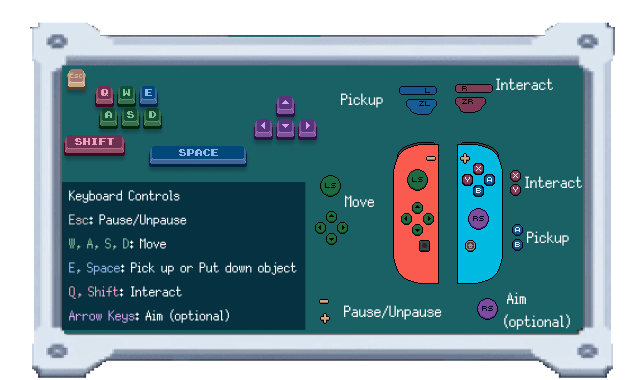 Esc
Q W E
A S D
SHIFT
SPACE
Pickup
L
ZL
R
ZR
Interact
Keyboard Controls
Esc: Pause/Unpause
W, A, S, D: Move
E, Space: Pick up or Put down object
Q, Shift: Interact
Arrow Keys: Aim (optional)
LS
Move
LS
X
Y A
B
RS
X
Y
Interact
A
B
Pickup
Pause/Unpause
RS
Aim
(optional)